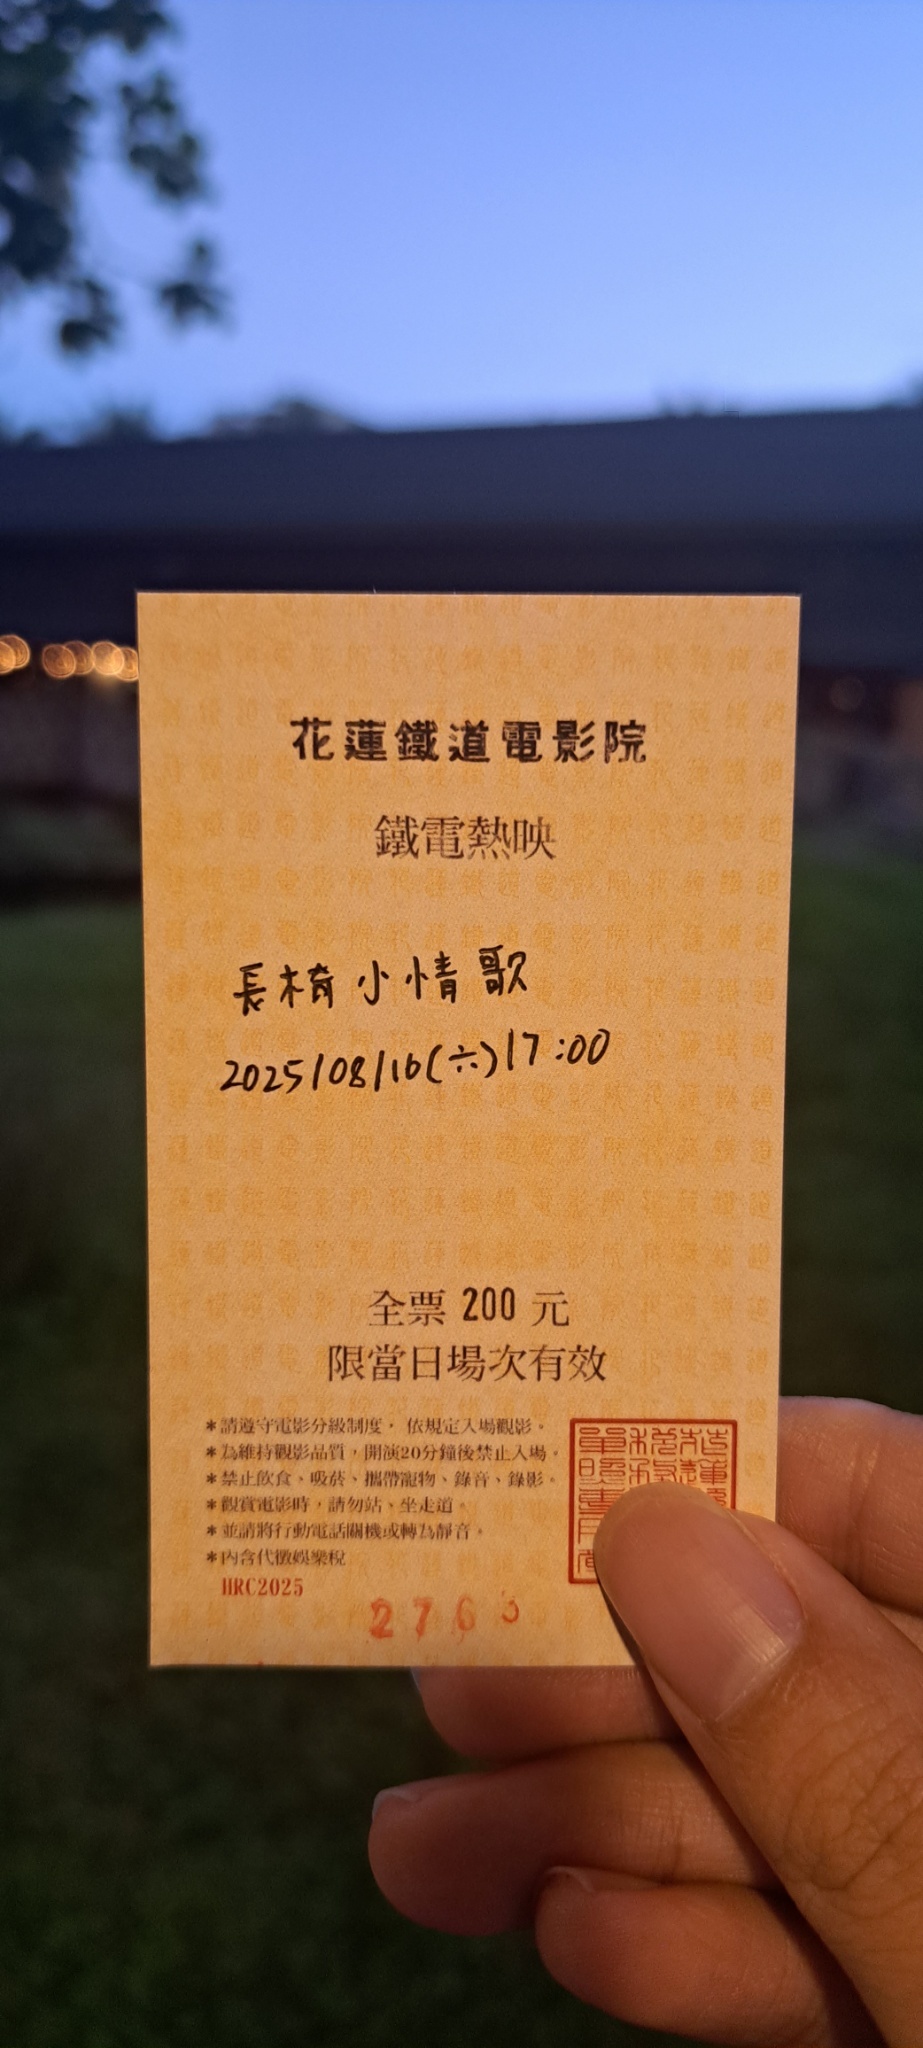 花蓮鐵道電影院
鐵電熱映
長椅小情歌
2025/08/16(六)17:00
全票 200 元
限當日場次有效
*請遵守電影分級制度，依規定入場觀影。
*為維持觀影品質，開演20分鐘後禁止入場。
*禁止飲食、吸菸、攜帶寵物、錄音、錄影。
*觀賞電影時，請勿站、坐走道。
*並請將行動電話關機或轉為靜音。
*內含代徵娛樂稅
HRC2025
2763